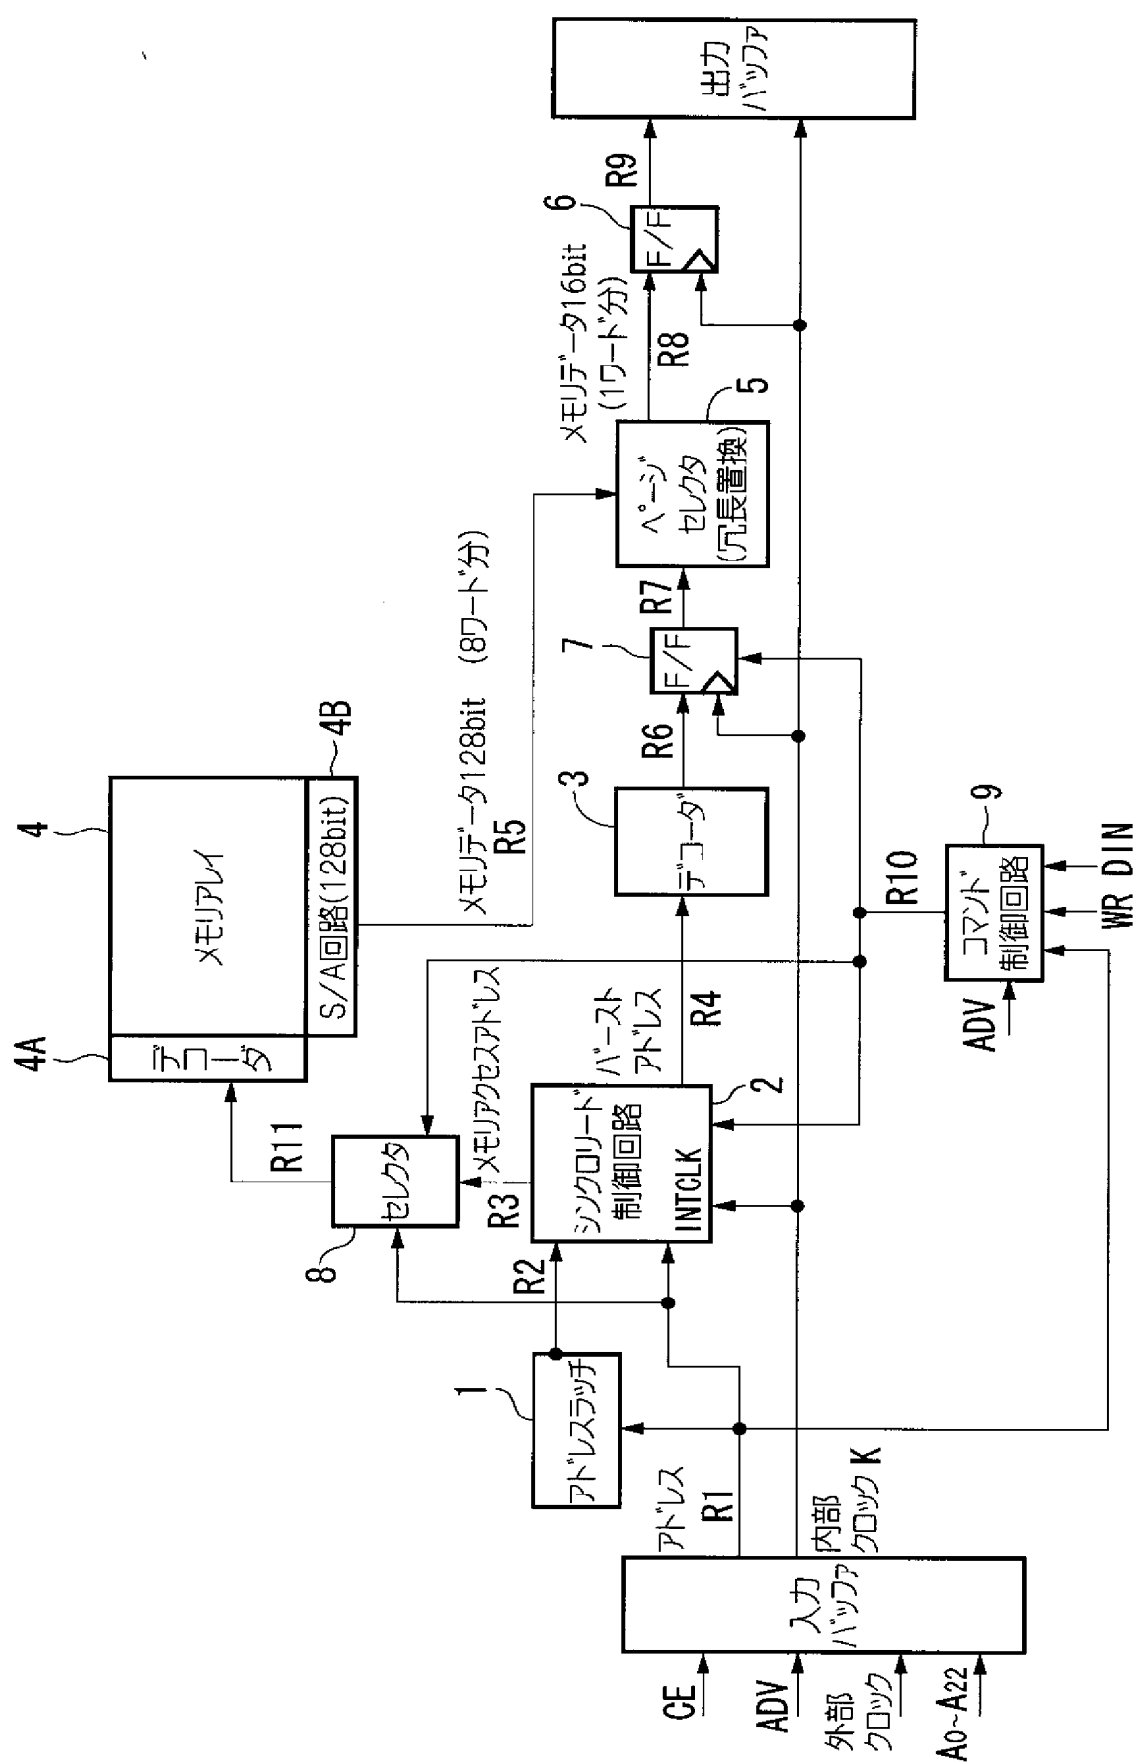 CE
ADV
外部
クロック
A0~A22
入力
バッファ
アドレス
R1
内部
クロックK
1
アドレスラッチ
R2
8
セレクタ
R11
R3
メモリアクセスアドレス
シンクロリード
制御回路
INTCLK
2
バースト
アドレス
R4
4A
デコーダ
4
メモリアレイ
S/A回路(128bit)
4B
メモリデータ128bit (8ワード分)
R5
3
デコーダ
R6
7
F/F
R7
ページ
セレクタ
(冗長置換)
5
メモリデータ16bit
(1ワード分)
R8
6
F/F
R9
出力
バッファ
ADV
コマンド
制御回路
9
R10
WR
DIN